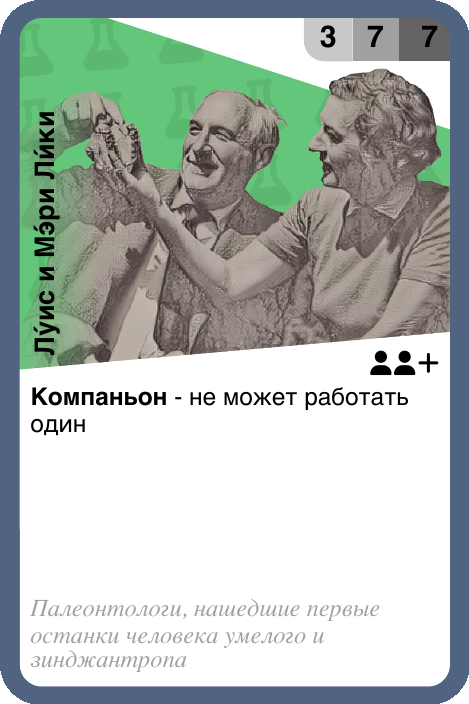 3 7 7
Лу́ис и Мэ́ри Ли́ки
+
Компаньон - не может работать
один
Палеонтологи, нашедшие первые
останки человека умелого и
зинджантропа